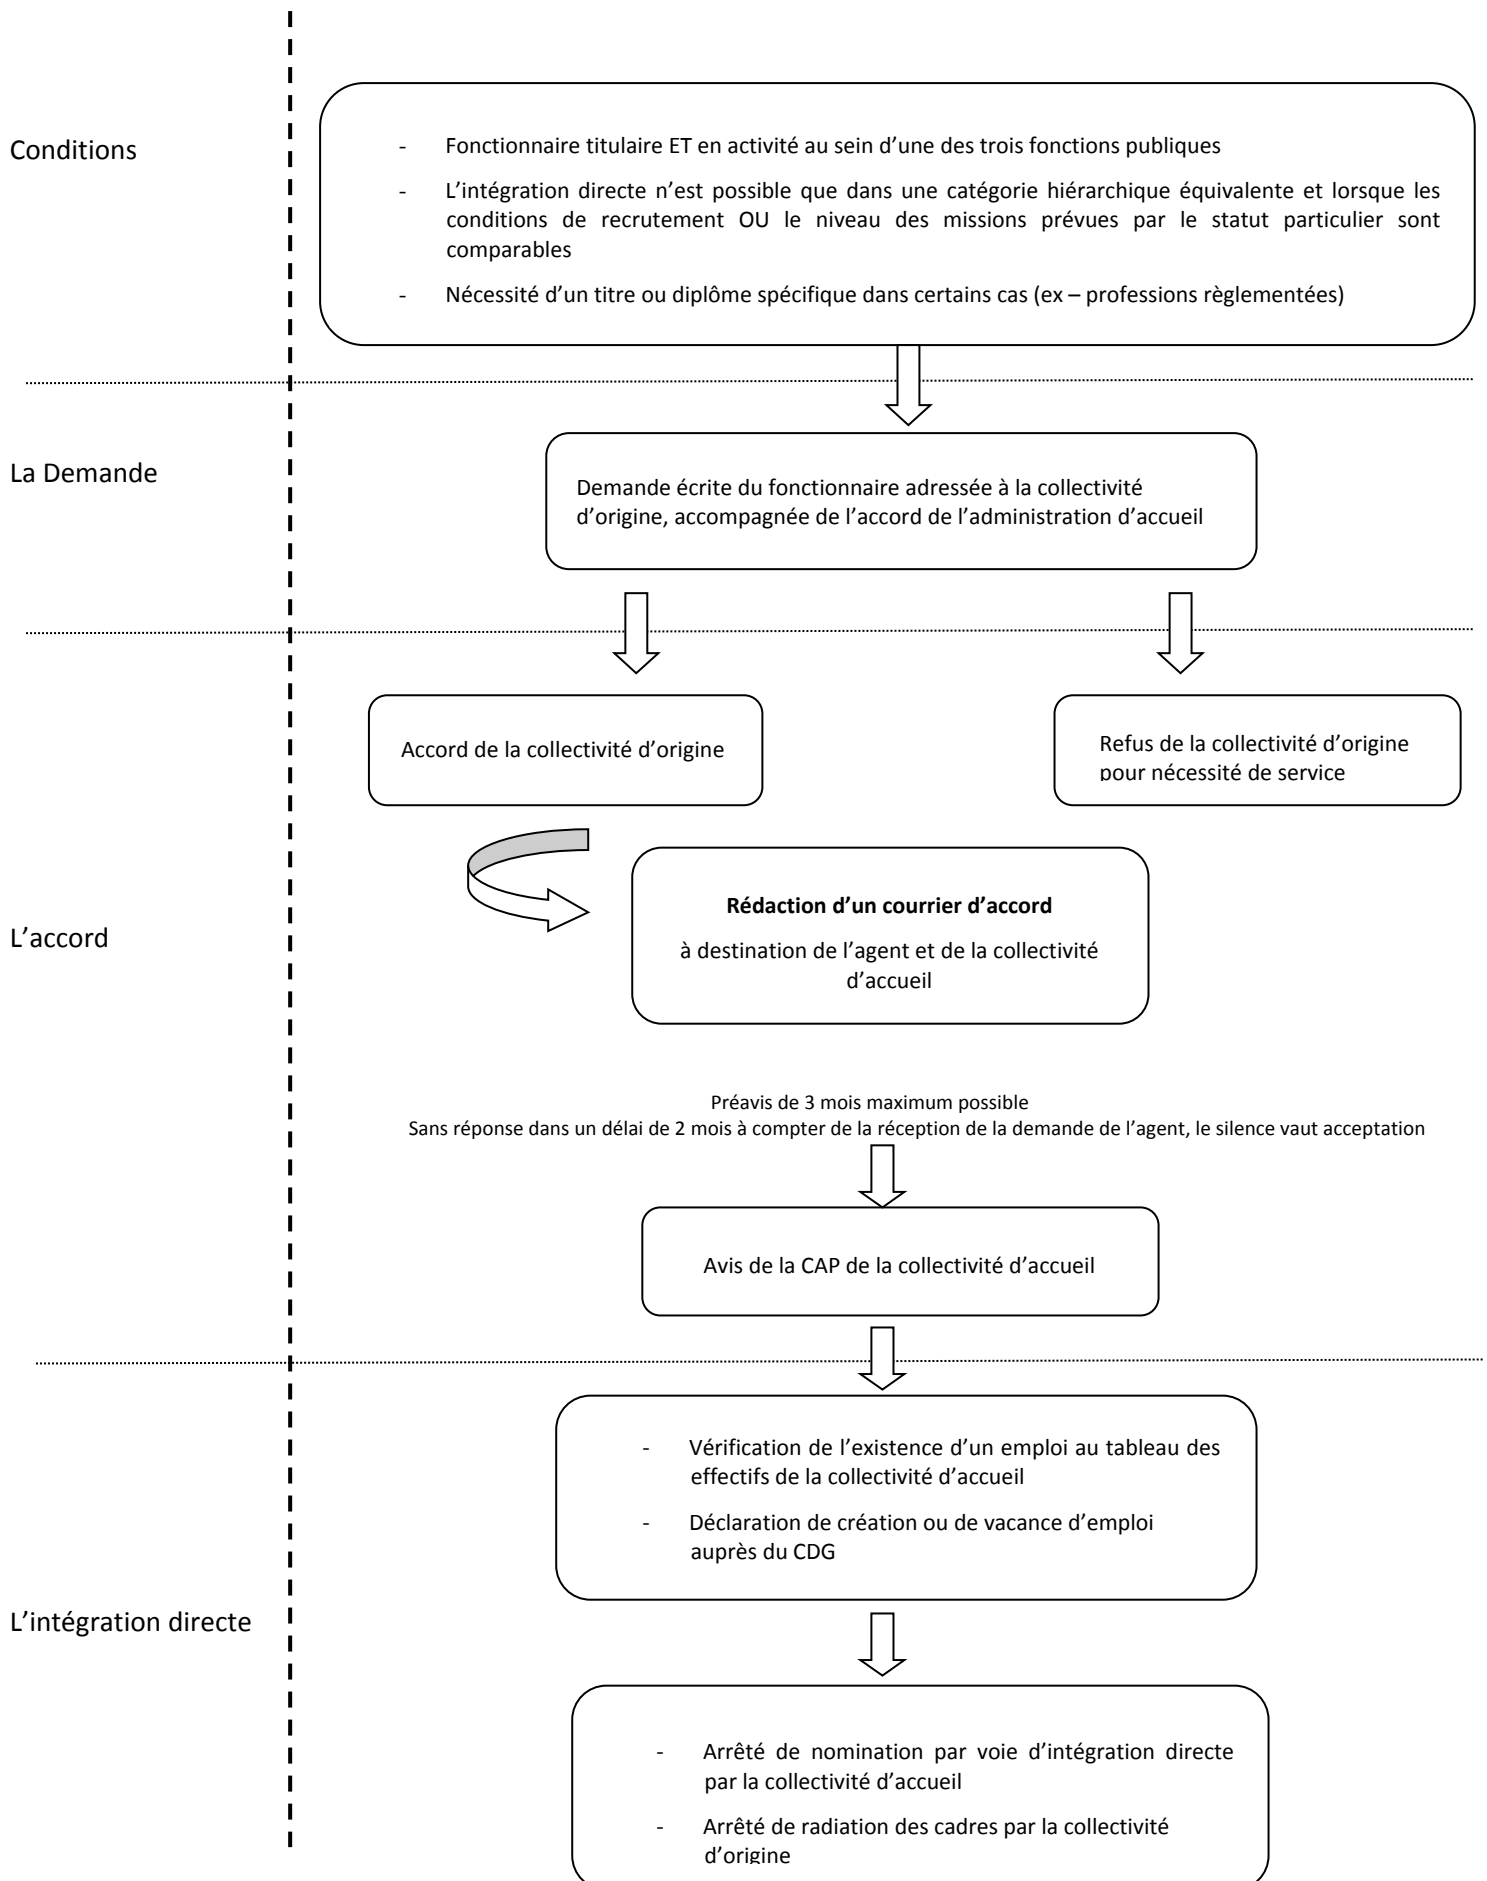 Conditions
- Fonctionnaire titulaire ET en activité au sein d’une des trois fonctions publiques
- L’intégration directe n’est possible que dans une catégorie hiérarchique équivalente et lorsque les
conditions de recrutement OU le niveau des missions prévues par le statut particulier sont
comparables
- Nécessité d’un titre ou diplôme spécifique dans certains cas (ex – professions règlementées)
La Demande
Demande écrite du fonctionnaire adressée à la collectivité
d’origine, accompagnée de l’accord de l’administration d’accueil
Accord de la collectivité d’origine
Refus de la collectivité d’origine
pour nécessité de service
L’accord
Rédaction d’un courrier d’accord
à destination de l’agent et de la collectivité
d’accueil
Préavis de 3 mois maximum possible
Sans réponse dans un délai de 2 mois à compter de la réception de la demande de l’agent, le silence vaut acceptation
Avis de la CAP de la collectivité d’accueil
- Vérification de l’existence d’un emploi au tableau des
effectifs de la collectivité d’accueil
- Déclaration de création ou de vacance d’emploi
auprès du CDG
L’intégration directe
- Arrêté de nomination par voie d’intégration directe
par la collectivité d’accueil
- Arrêté de radiation des cadres par la collectivité
d’origine